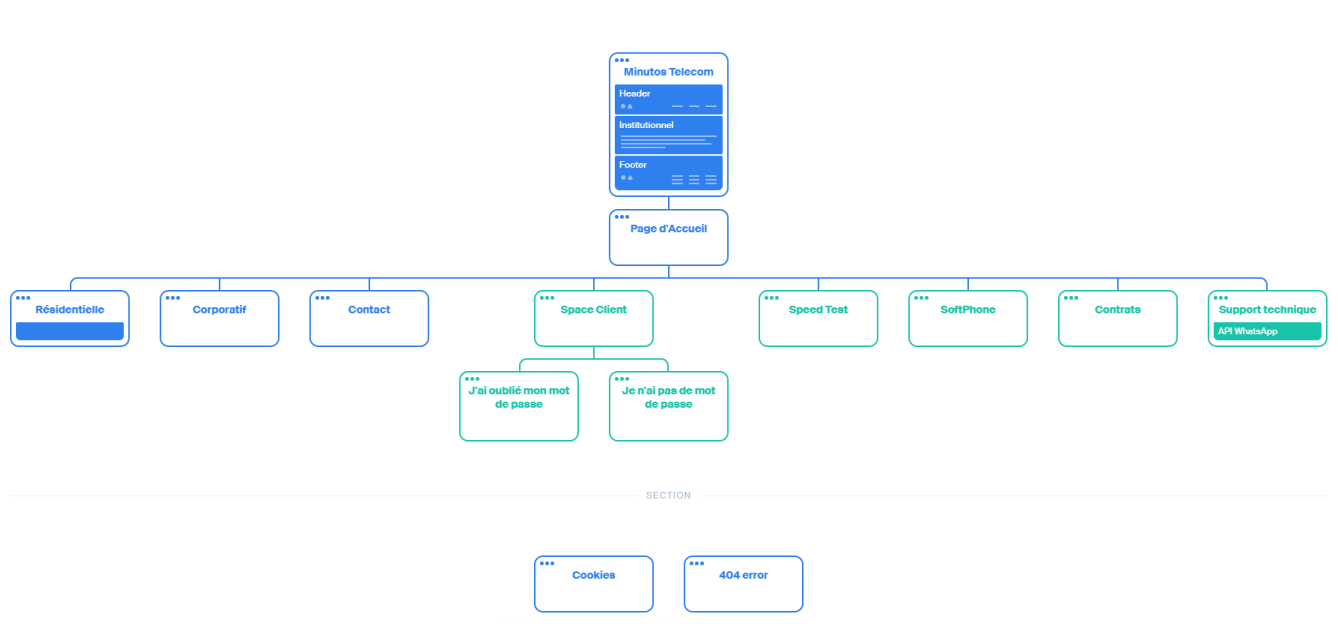 Minutos Telecom
Header
Institutionnel
Footer
Page d'Accueil
Résidentielle
Corporatif
Contact
Space Client
Speed Test
SoftPhone
Contrats
Support technique
API WhatsApp
J'ai oublié mon mot
de passe
Je n'ai pas de mot
de passe
SECTION
Cookies
404 error